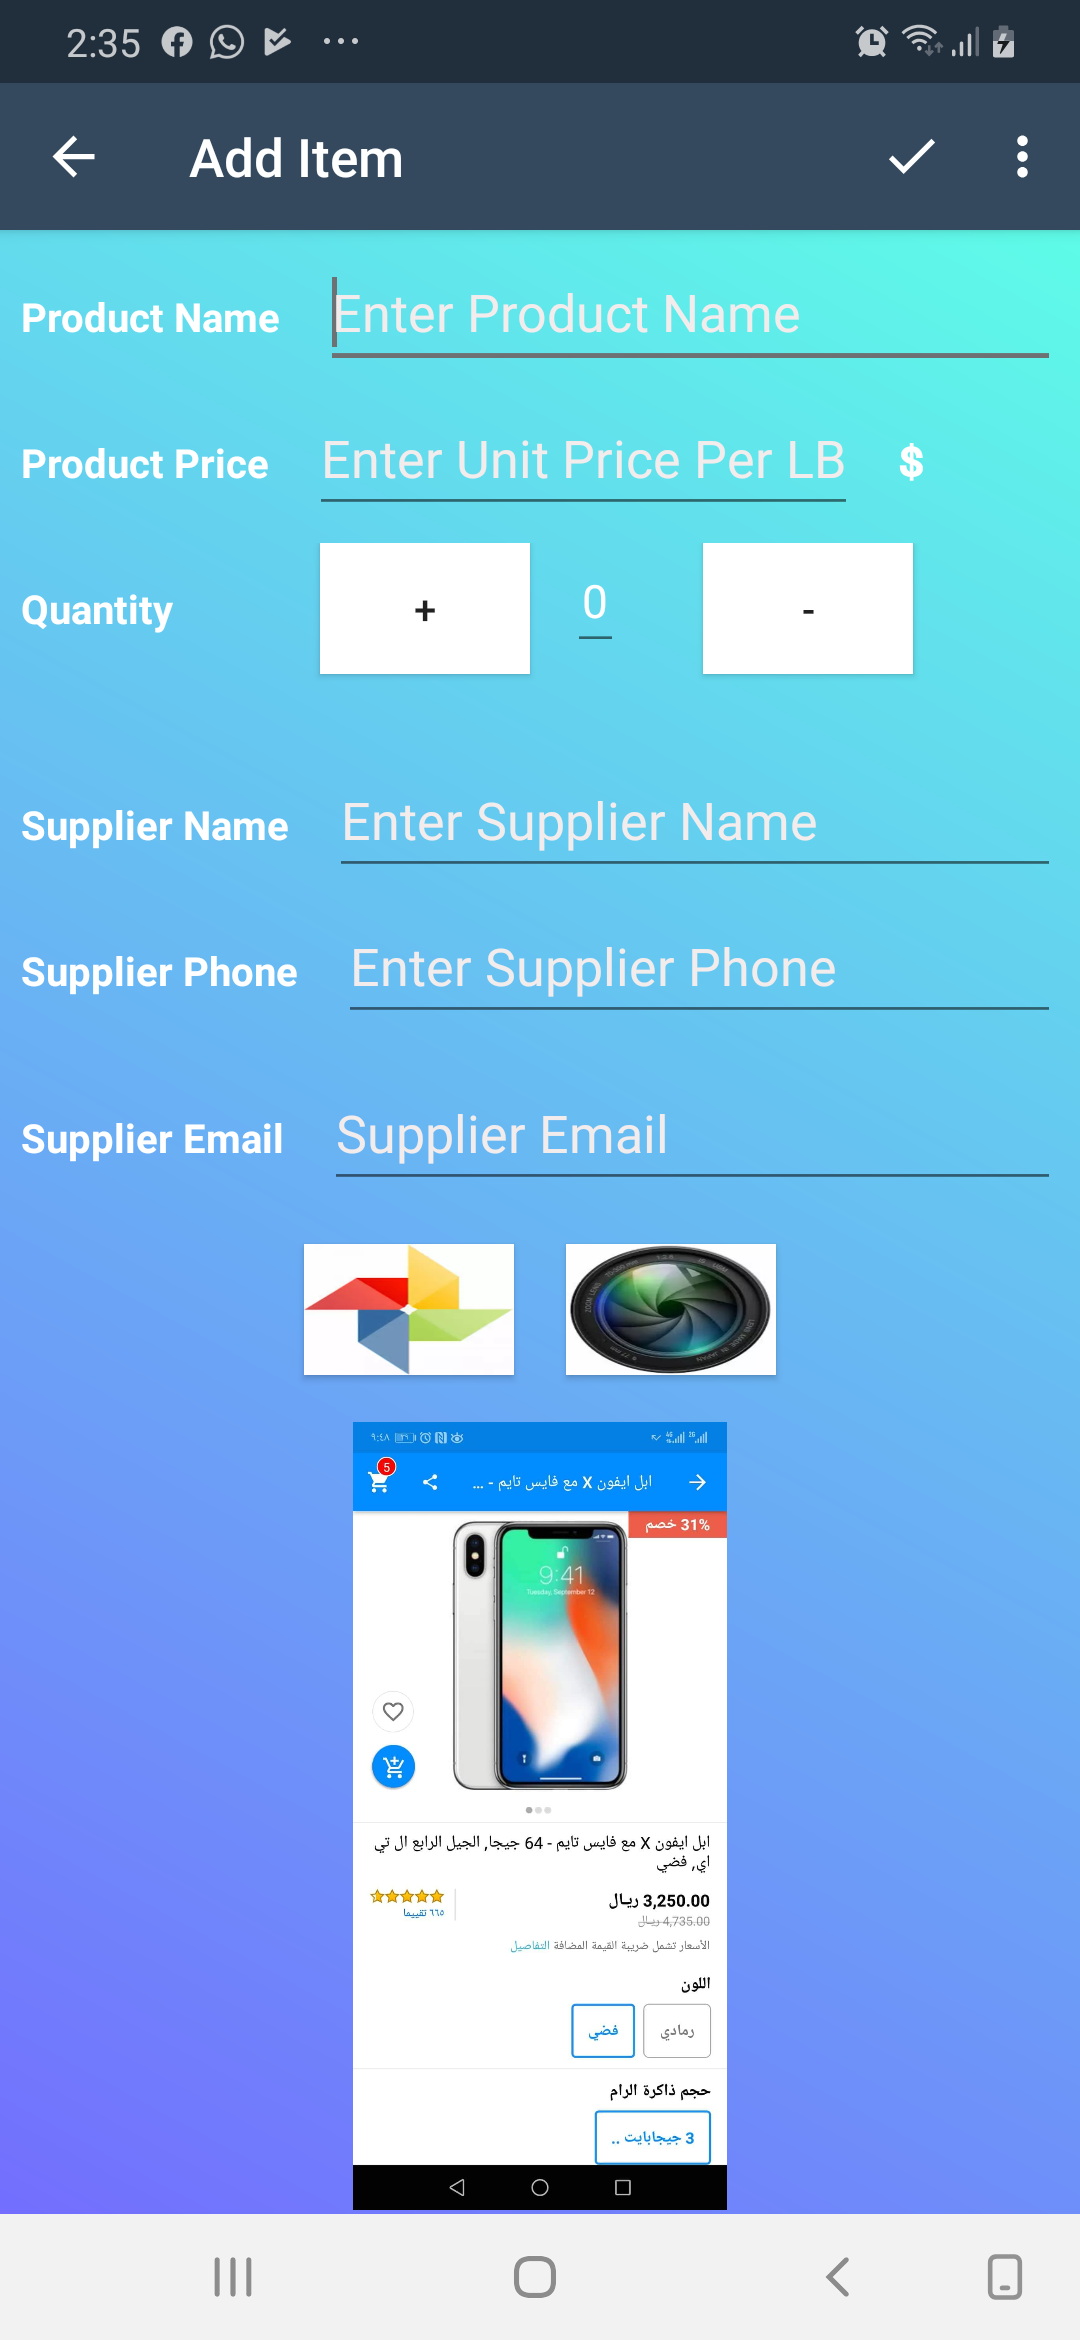 2:35
Add Item
Product Name Enter Product Name
Product Price Enter Unit Price Per LB $
Quantity + 0 -
Supplier Name Enter Supplier Name
Supplier Phone Enter Supplier Phone
Supplier Email Supplier Email
٩:٤٨
5
ابل ايفون X مع فايس تايم - ...
31% خصم
9:41
Tuesday, September 12
ابل ايفون X مع فايس تايم - 64 جيجا, الجيل الرابع ال تي
اي, فضي
3,250.00 ريال
4,735.00 ريال
٦٦٥ تقييما
الأسعار تشمل ضريبة القيمة المضافة التفاصيل
اللون
رمادي فضي
حجم ذاكرة الرام
3 جيجابايت ..